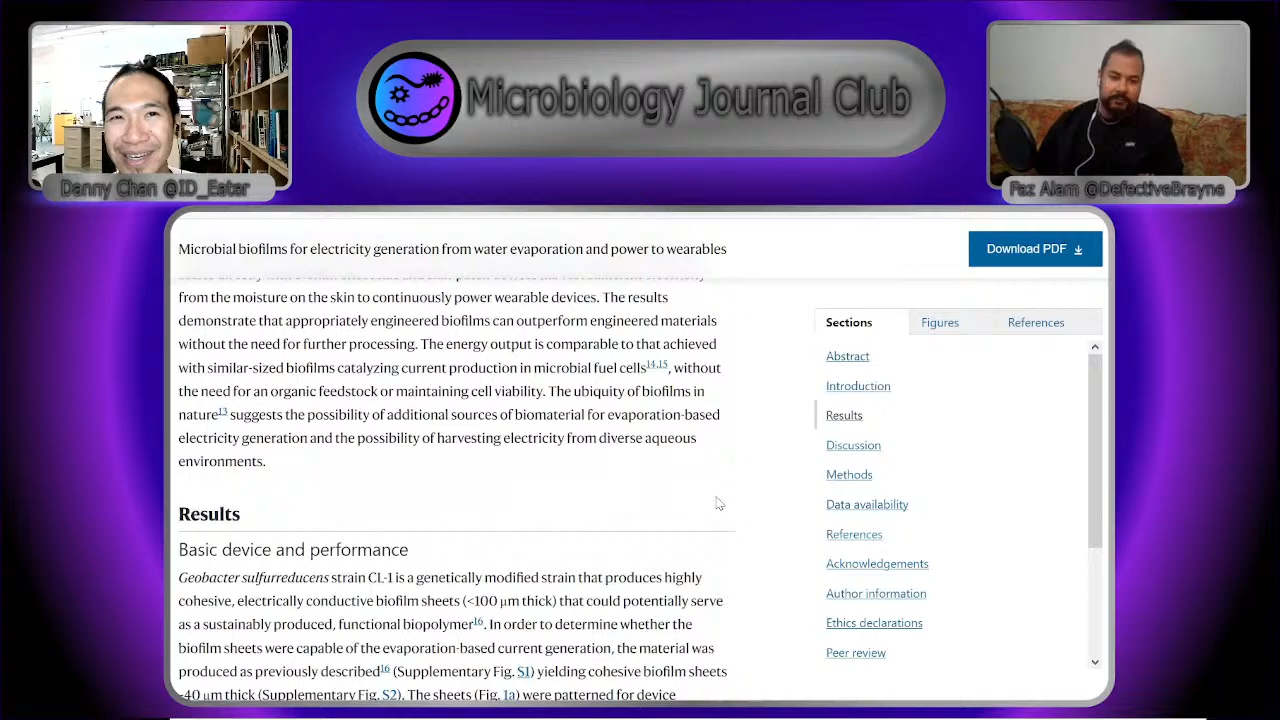 Microbiology Journal Club
Danny Chan @ID_Eater
Faz Alam @DefectiveBrayne
Microbial biofilms for electricity generation from water evaporation and power to wearables
Download PDF
from the moisture on the skin to continuously power wearable devices. The results
demonstrate that appropriately engineered biofilms can outperform engineered materials
without the need for further processing. The energy output is comparable to that achieved
with similar-sized biofilms catalyzing current production in microbial fuel cells14,15, without
the need for an organic feedstock or maintaining cell viability. The ubiquity of biofilms in
nature13 suggests the possibility of additional sources of biomaterial for evaporation-based
electricity generation and the possibility of harvesting electricity from diverse aqueous
environments.
Results
Basic device and performance
Geobacter sulfurreducens strain CL-1 is a genetically modified strain that produces highly
cohesive, electrically conductive biofilm sheets (<100 μm thick) that could potentially serve
as a sustainably produced, functional biopolymer16. In order to determine whether the
biofilm sheets were capable of the evaporation-based current generation, the material was
produced as previously described16 (Supplementary Fig. S1) yielding cohesive biofilm sheets
~40 μm thick (Supplementary Fig. S2). The sheets (Fig. 1a) were patterned for device
Sections Figures References
Abstract
Introduction
Results
Discussion
Methods
Data availability
References
Acknowledgements
Author information
Ethics declarations
Peer review